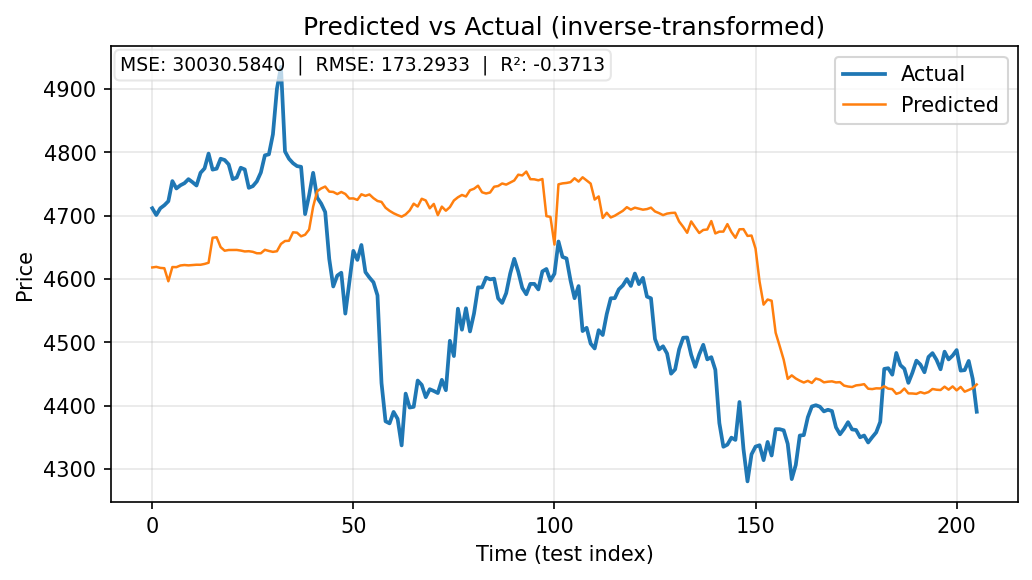 Predicted vs Actual (inverse-transformed)
MSE: 30030.5840 | RMSE: 173.2933 | R²: -0.3713
Actual
Predicted
Price
4900
4800
4700
4600
4500
4400
4300
0 50 100 150 200
Time (test index)